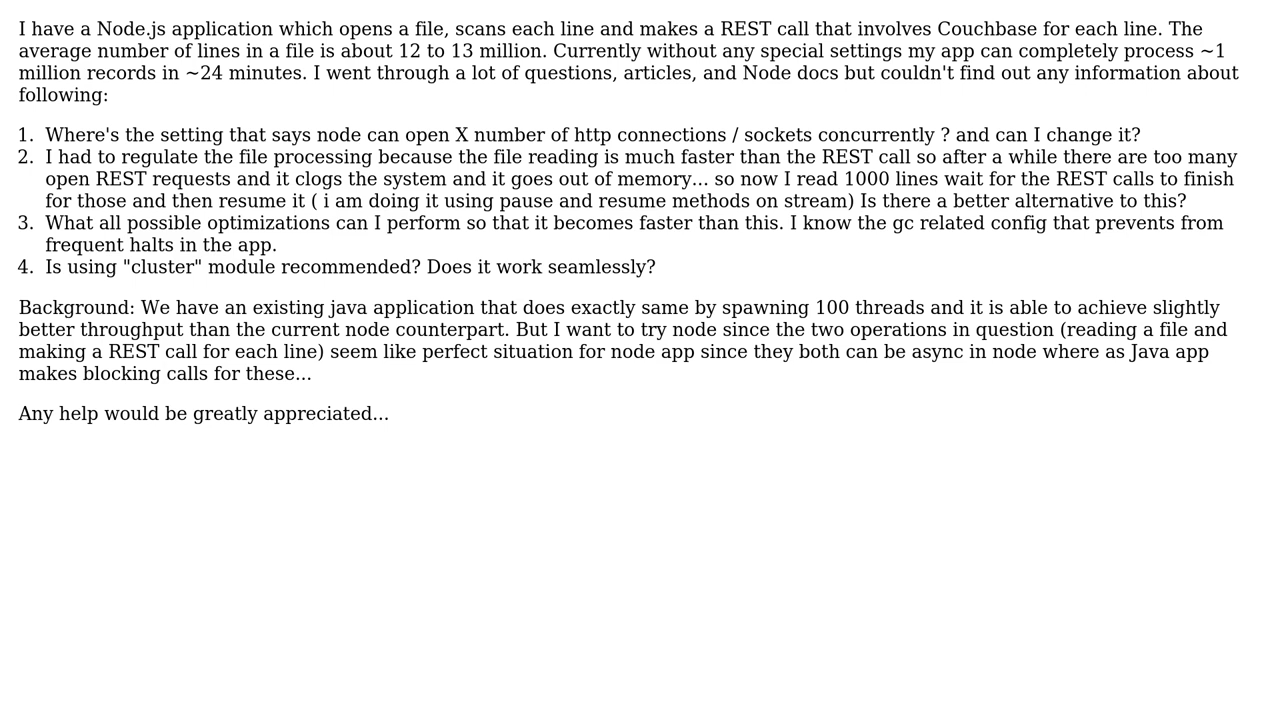 I have a Node.js application which opens a file, scans each line and makes a REST call that involves Couchbase for each line. The
average number of lines in a file is about 12 to 13 million. Currently without any special settings my app can completely process ~1
million records in ~24 minutes. I went through a lot of questions, articles, and Node docs but couldn't find out any information about
following:
1. Where's the setting that says node can open X number of http connections / sockets concurrently ? and can I change it?
2. I had to regulate the file processing because the file reading is much faster than the REST call so after a while there are too many
open REST requests and it clogs the system and it goes out of memory... so now I read 1000 lines wait for the REST calls to finish
for those and then resume it ( i am doing it using pause and resume methods on stream) Is there a better alternative to this?
3. What all possible optimizations can I perform so that it becomes faster than this. I know the gc related config that prevents from
frequent halts in the app.
4. Is using "cluster" module recommended? Does it work seamlessly?
Background: We have an existing java application that does exactly same by spawning 100 threads and it is able to achieve slightly
better throughput than the current node counterpart. But I want to try node since the two operations in question (reading a file and
making a REST call for each line) seem like perfect situation for node app since they both can be async in node where as Java app
makes blocking calls for these...
Any help would be greatly appreciated...